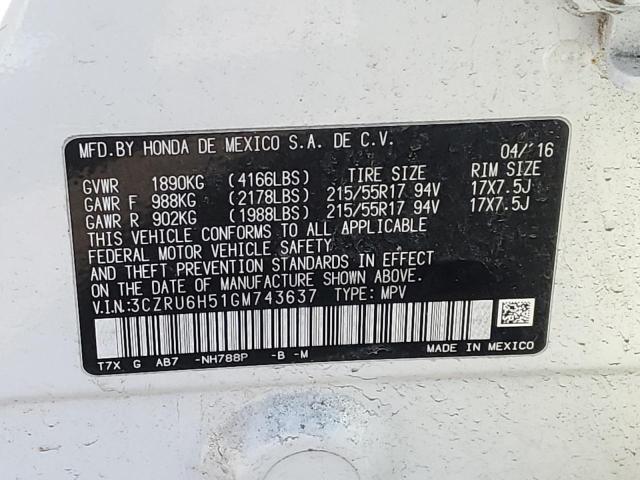 MFD.BY HONDA DE MEXICO S.A. DE C.V. 04/'16
TIRE SIZE RIM SIZE
GVWR 1890KG (4166LBS)
GAWR F 988KG (2178LBS) 215/55R17 94V 17X7.5J
GAWR R 902KG (1988LBS) 215/55R17 94V 17X7.5J
THIS VEHICLE CONFORMS TO ALL APPLICABLE
FEDERAL MOTOR VEHICLE SAFETY
AND THEFT PREVENTION STANDARDS IN EFFECT
ON THE DATE OF MANUFACTURE SHOWN ABOVE.
V.I.N:3CZRU6H51GM743637 TYPE: MPV
T7X G AB7 -NH788P -B -M MADE IN MEXICO